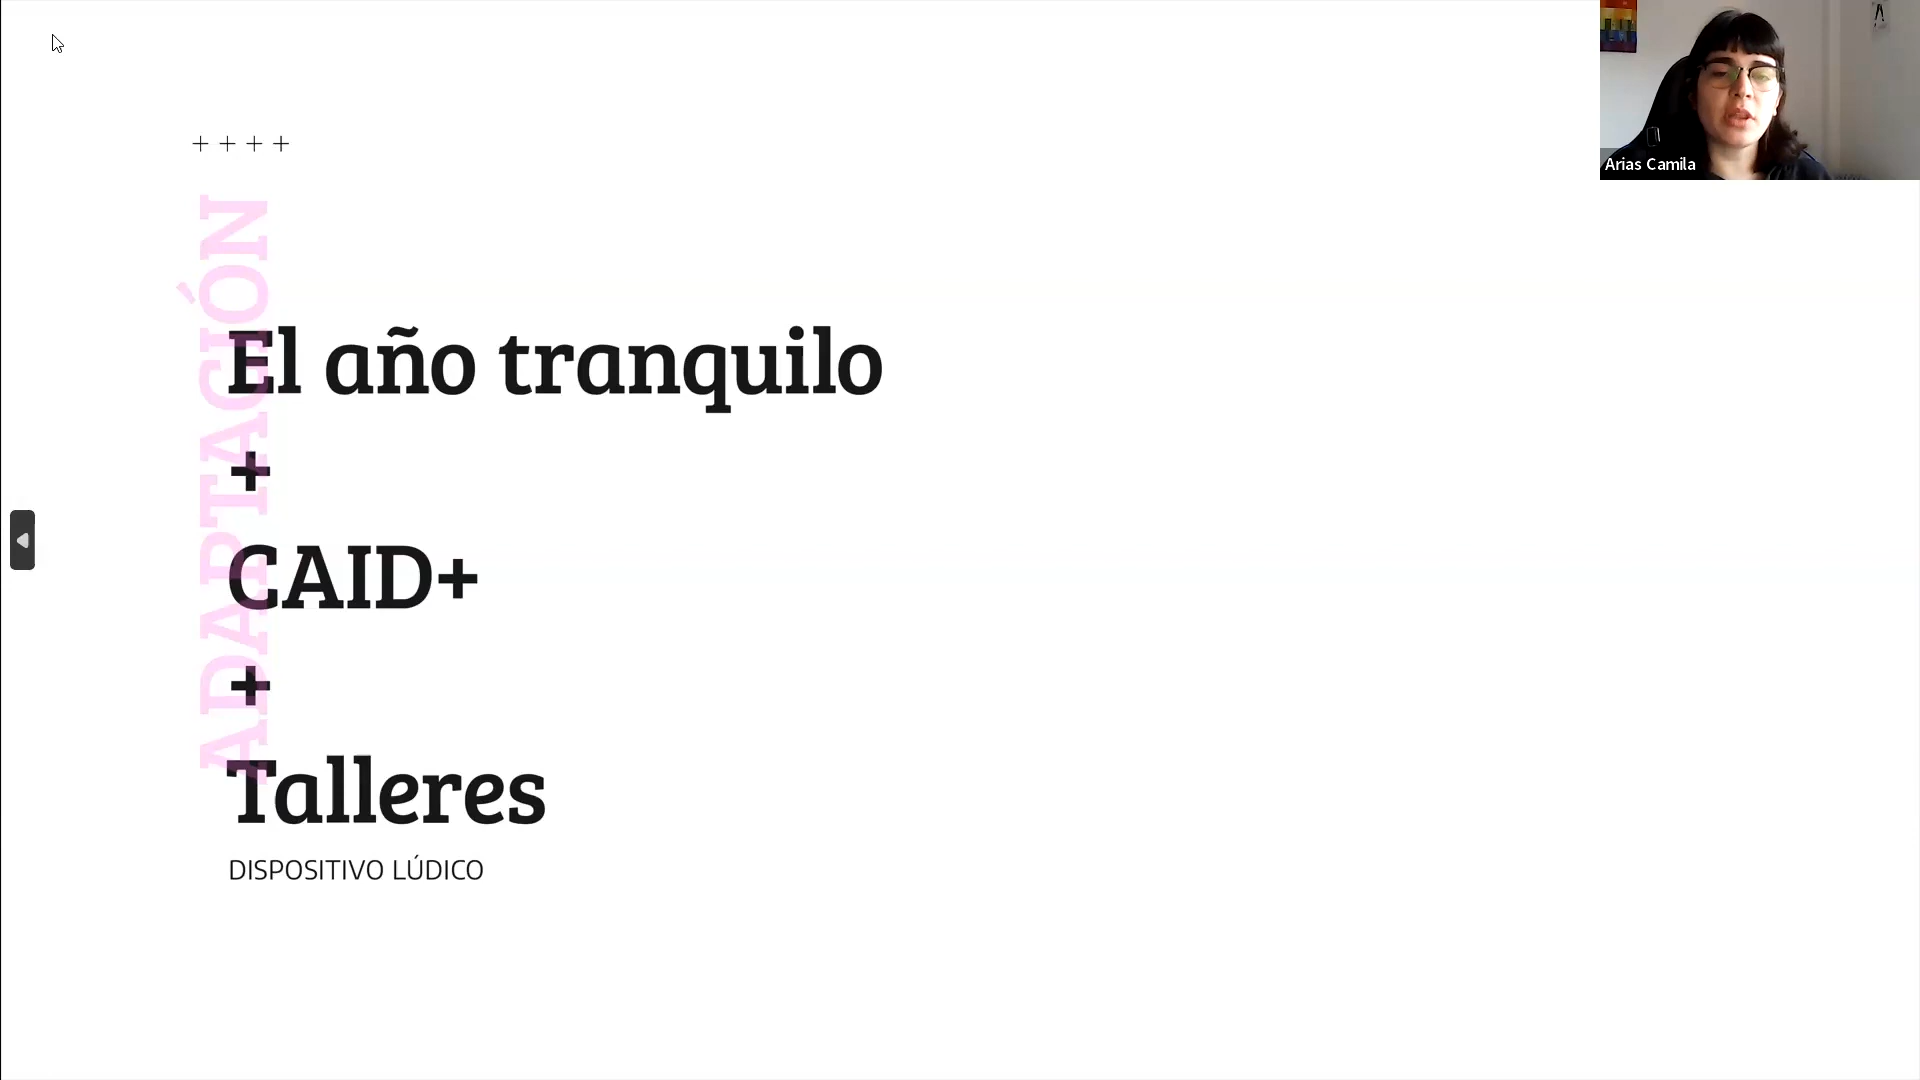 ++++
ADAPTACIÓN
El año tranquilo
+
CAID+
+
Talleres
DISPOSITIVO LÚDICO
Arias Camila